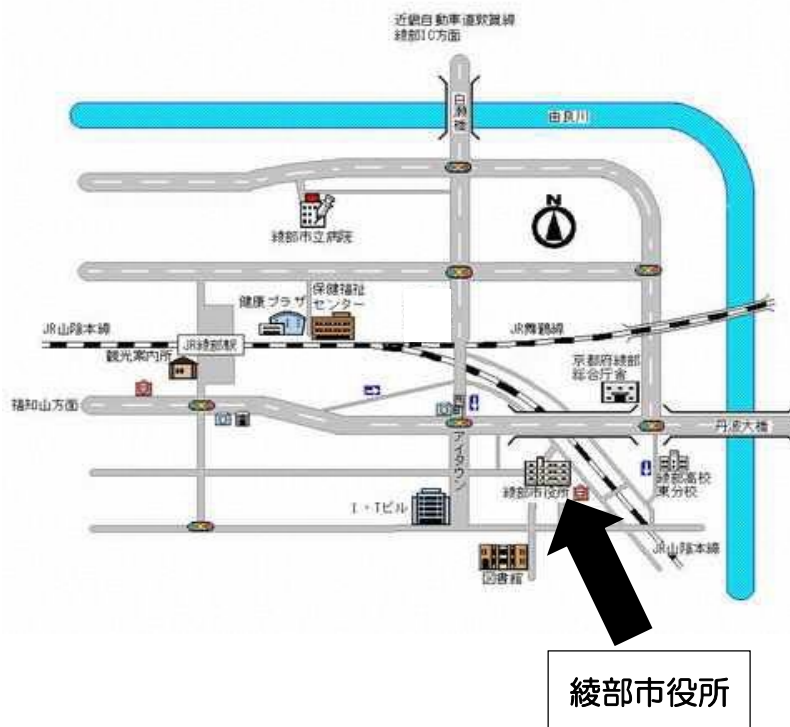 近畿自動車道敦賀線
綾部IC方面
白瀬橋
由良川
N
綾部市立病院
保健福祉
センター
健康プラザ
JR山陰本線
JR綾部駅
JR舞鶴線
観光案内所
京都府綾部
総合庁舎
福知山方面
丹波大橋
アイタウン
綾部高校
東分校
綾部市役所
I・Tビル
JR山陰本線
図書館
綾部市役所